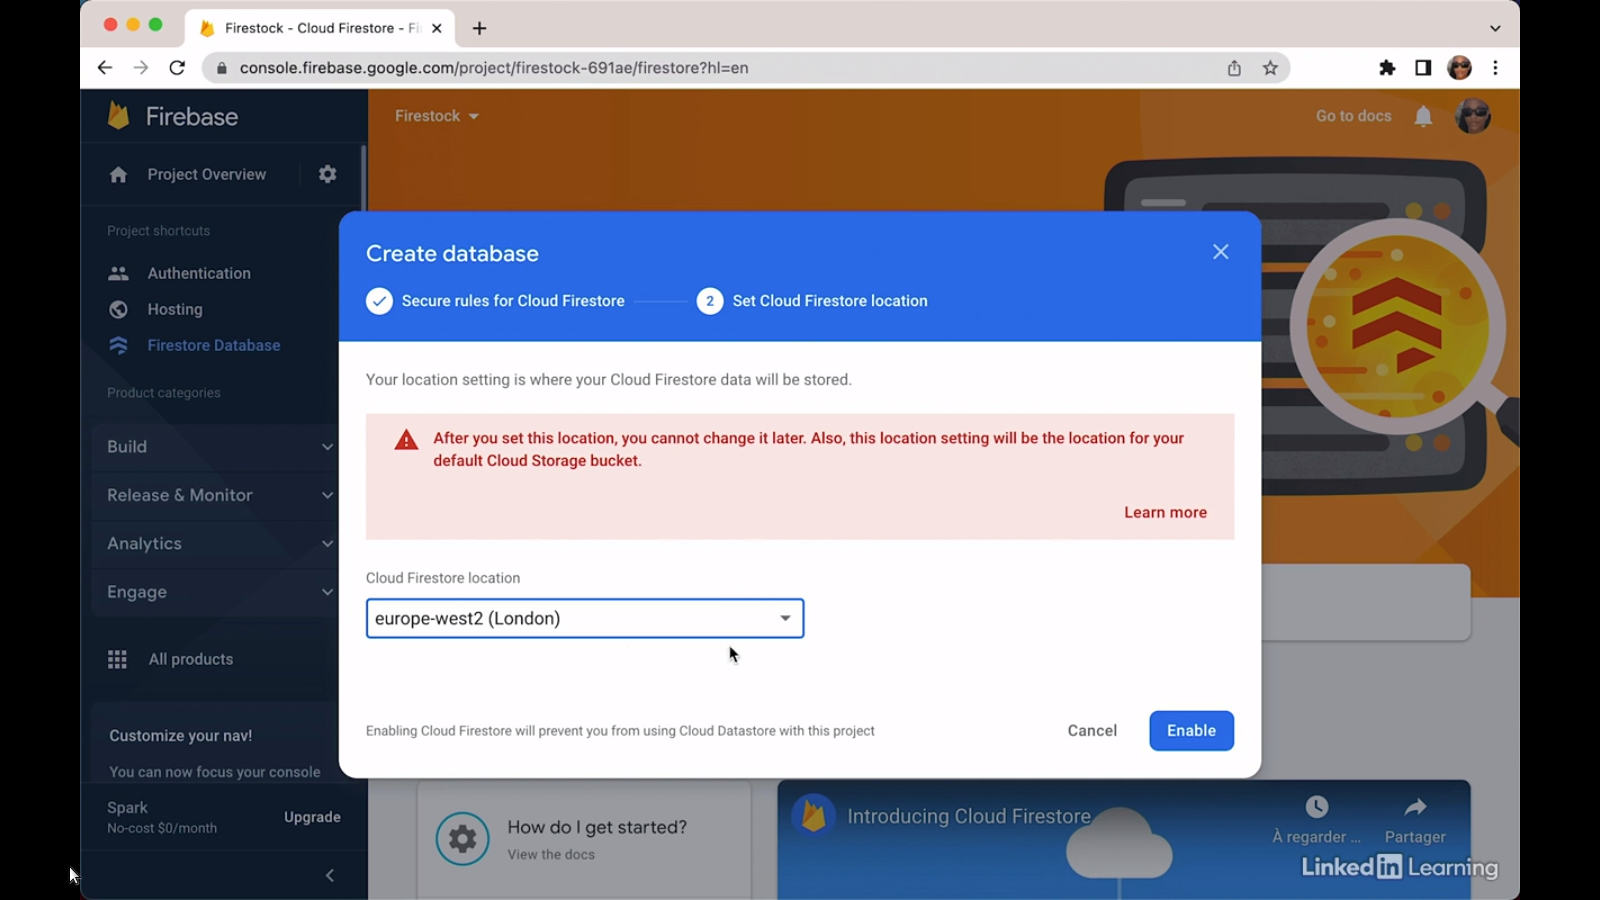 Firestock - Cloud Firestore - Fi
console.firebase.google.com/project/firestock-691ae/firestore?hl=en
Firebase
Firestock
Go to docs
Project Overview
Project shortcuts
Authentication
Hosting
Firestore Database
Product categories
Build
Release & Monitor
Analytics
Engage
All products
Customize your nav!
You can now focus your console
Spark
No-cost $0/month
Upgrade
Create database
Secure rules for Cloud Firestore
2
Set Cloud Firestore location
Your location setting is where your Cloud Firestore data will be stored.
After you set this location, you cannot change it later. Also, this location setting will be the location for your
default Cloud Storage bucket.
Learn more
Cloud Firestore location
europe-west2 (London)
Enabling Cloud Firestore will prevent you from using Cloud Datastore with this project
Cancel
Enable
How do I get started?
View the docs
Introducing Cloud Firestore
À regarder ...
Partager
LinkedIn Learning